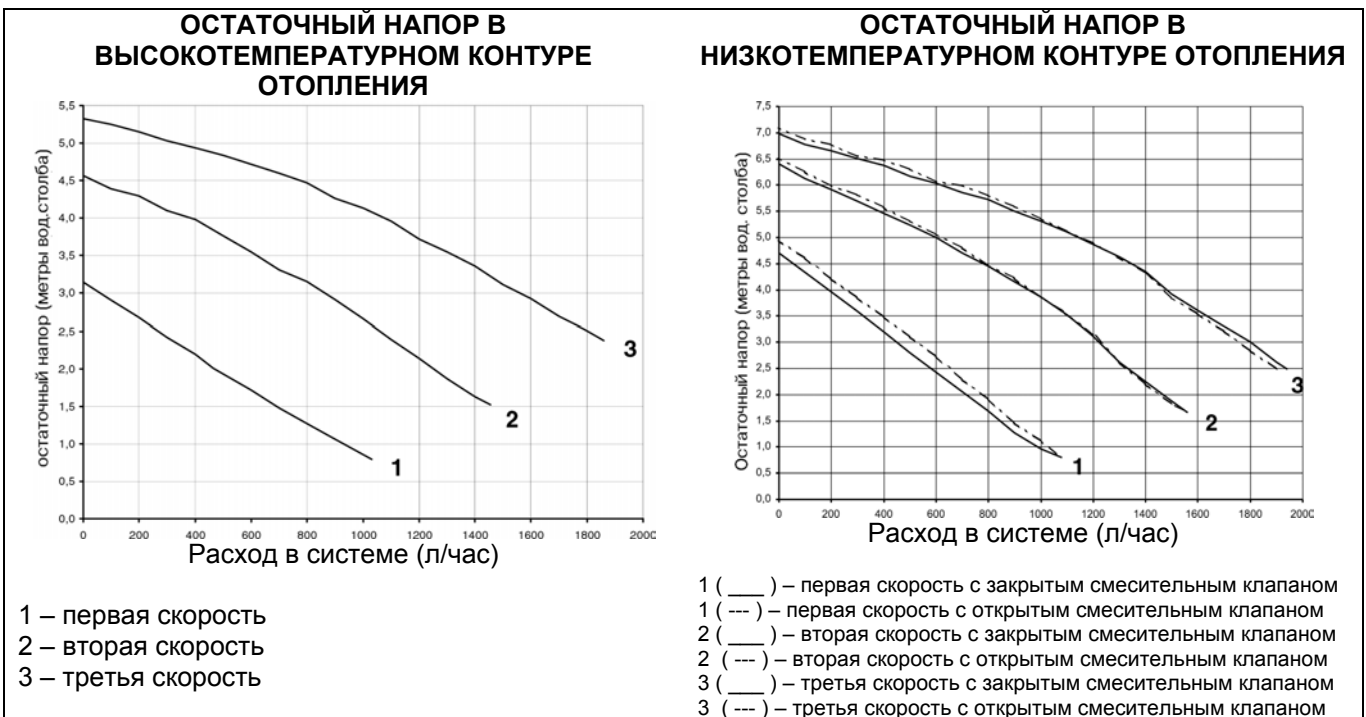 ОСТАТОЧНЫЙ НАПОР В
ВЫСОКОТЕМПЕРАТУРНОМ КОНТУРЕ
ОТОПЛЕНИЯ
5,5
5,0
4,5
4,0
3,5
3,0
2,5
2,0
1,5
1,0
0,5
0,0
остаточный напор (метры вод.столба)
3
2
1
0 200 400 600 800 1000 1200 1400 1600 1800 2000
Расход в системе (л/час)
1 – первая скорость
2 – вторая скорость
3 – третья скорость
ОСТАТОЧНЫЙ НАПОР В
НИЗКОТЕМПЕРАТУРНОМ КОНТУРЕ ОТОПЛЕНИЯ
7,5
7,0
6,5
6,0
5,5
5,0
4,5
4,0
3,5
3,0
2,5
2,0
1,5
1,0
0,5
0,0
Остаточный напор (метры вод. столба)
3
2
1
0 200 400 600 800 1000 1200 1400 1600 1800 2000
Расход в системе (л/час)
1 ( ___ ) – первая скорость с закрытым смесительным клапаном
1 ( --- ) – первая скорость с открытым смесительным клапаном
2 ( ___ ) – вторая скорость с закрытым смесительным клапаном
2 ( --- ) – вторая скорость с открытым смесительным клапаном
3 ( ___ ) – третья скорость с закрытым смесительным клапаном
3 ( --- ) – третья скорость с открытым смесительным клапаном